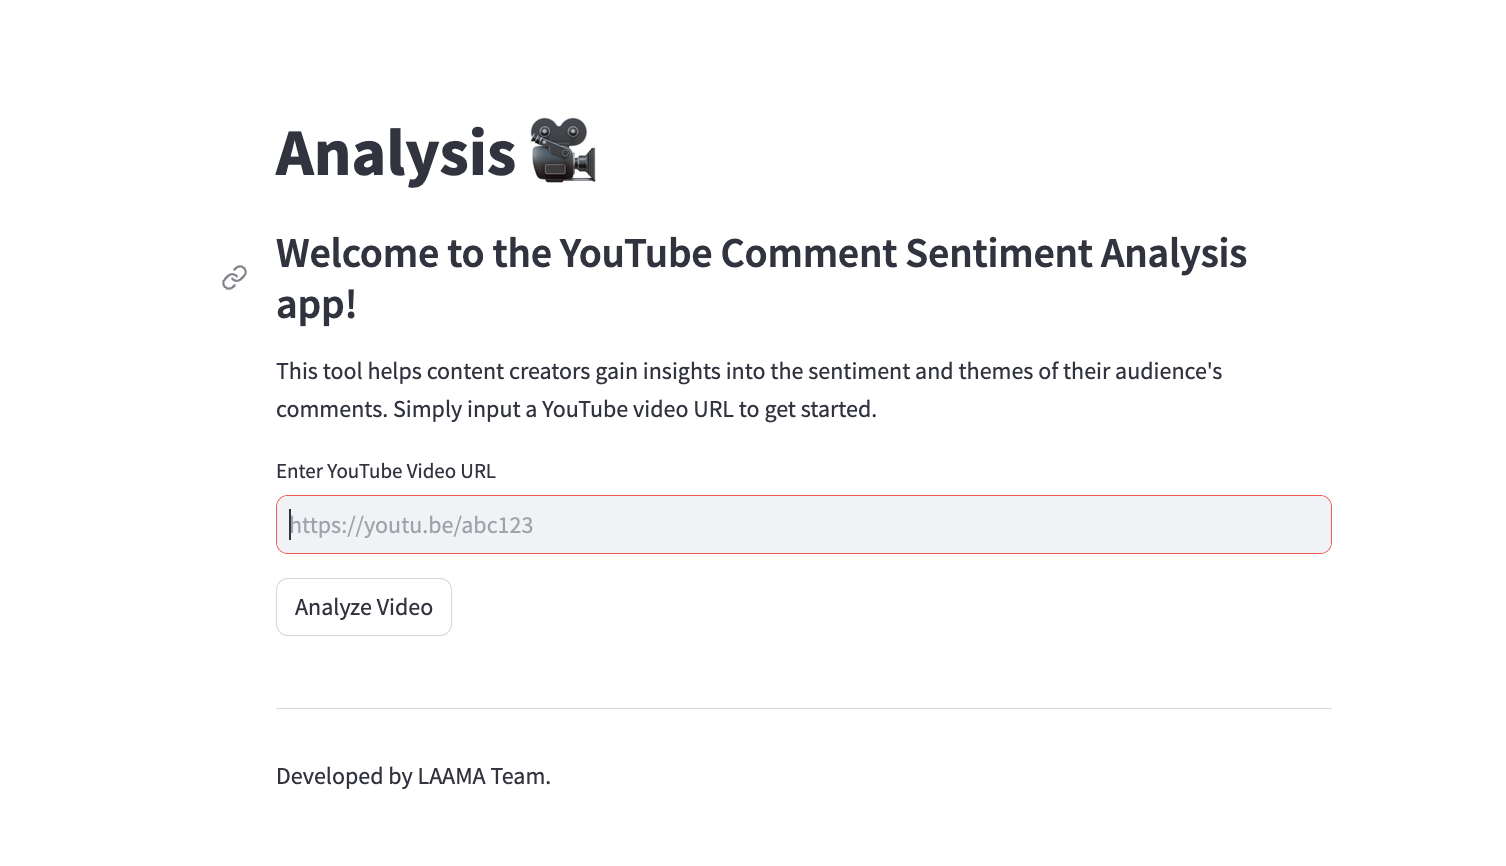 Analysis 🎥
Welcome to the YouTube Comment Sentiment Analysis
app!
This tool helps content creators gain insights into the sentiment and themes of their audience's
comments. Simply input a YouTube video URL to get started.
Enter YouTube Video URL
https://youtu.be/abc123
Analyze Video
Developed by LAAMA Team.